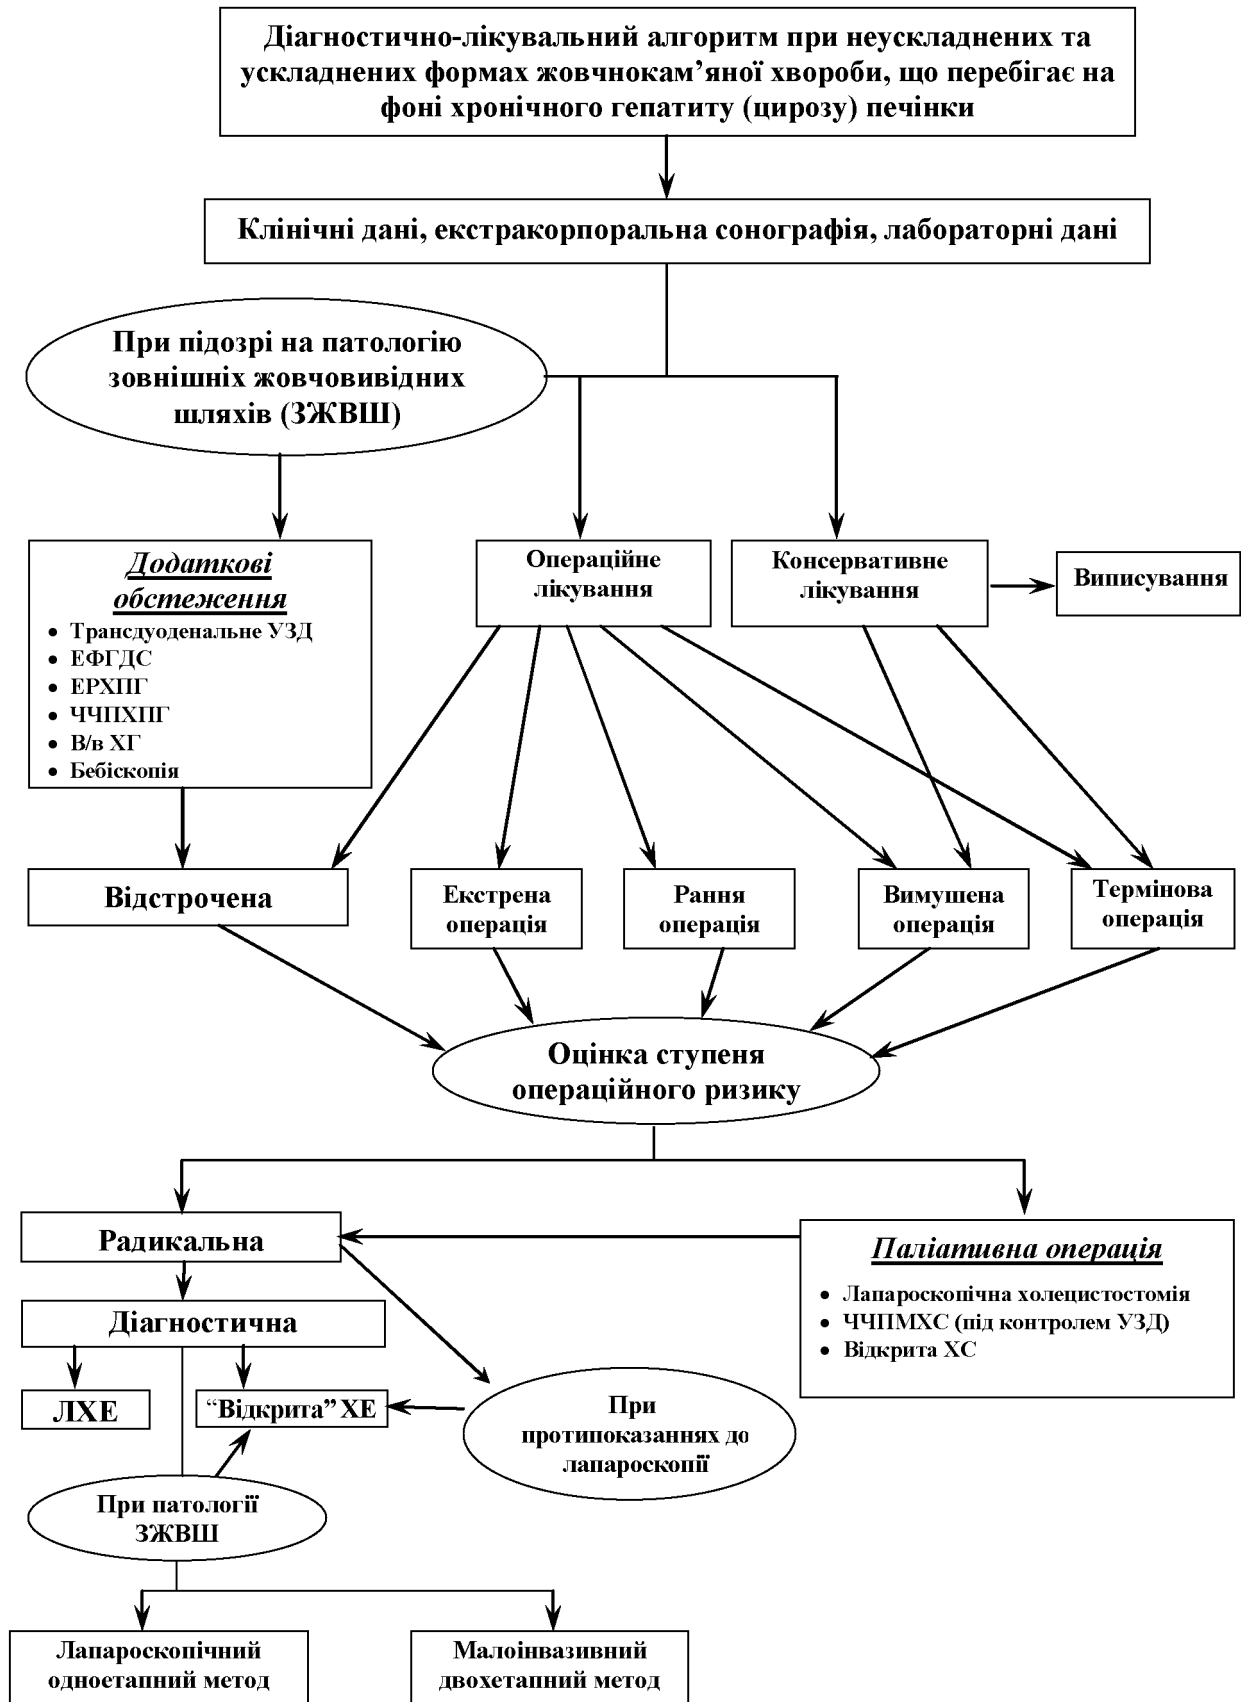 Діагностично-лікувальний алгоритм при неускладнених та
ускладнених формах жовчнокам’яної хвороби, що перебігає на
фоні хронічного гепатиту (цирозу) печінки
Клінічні дані, екстракорпоральна сонографія, лабораторні дані
При підозрі на патологію
зовнішніх жовчовивідних
шляхів (ЗЖВШ)
Додаткові
обстеження
• Трансдуоденальне УЗД
• ЕФГДС
• ЕРХПГ
• ЧЧПХПГ
• В/в ХГ
• Бебіскопія
Операційне
лікування
Консервативне
лікування
Виписування
Відстрочена
Екстрена
операція
Рання
операція
Вимушена
операція
Термінова
операція
Оцінка ступеня
операційного ризику
Радикальна
Паліативна операція
• Лапароскопічна холецистостомія
• ЧЧПМХС (під контролем УЗД)
• Відкрита ХС
Діагностична
ЛХЕ
“Відкрита” ХЕ
При
протипоказаннях до
лапароскопії
При патології
ЗЖВШ
Лапароскопічний
одноетапний метод
Малоінвазивний
двохетапний метод